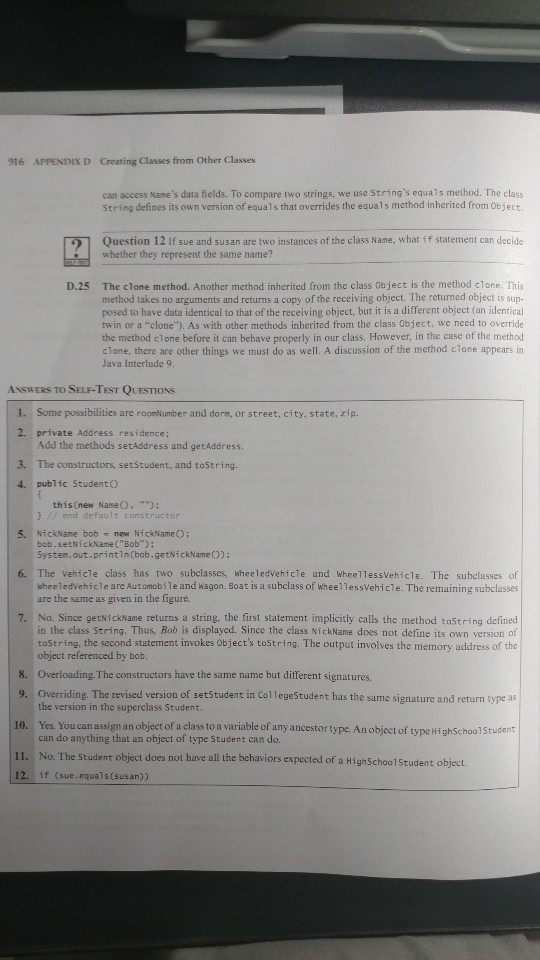 916 APPENDIX D Creating Classes from Other Classes
can access Name's data fields. To compare two strings, we use String's equals method. The class
String defines its own version of equals that overrides the equals method inherited from Object.
?
SELF-TEST
Question 12 If sue and susan are two instances of the class Name, what if statement can decide
whether they represent the same name?
D.25 The clone method. Another method inherited from the class Object is the method clone. This
method takes no arguments and returns a copy of the receiving object. The returned object is sup-
posed to have data identical to that of the receiving object, but it is a different object (an identical
twin or a "clone"). As with other methods inherited from the class Object, we need to override
the method clone before it can behave properly in our class. However, in the case of the method
clone, there are other things we must do as well. A discussion of the method clone appears in
Java Interlude 9.
ANSWERS TO SELF-TEST QUESTIONS
1. Some possibilities are roomNumber and dorm, or street, city, state, zip.
2. private Address residence;
Add the methods setAddress and getAddress.
3. The constructors, setStudent, and toString.
4. public Student()
{
this(new Name(), "");
} // end default constructor
5. NickName bob = new NickName();
bob.setNickName("Bob");
System.out.println(bob.getNickName());
6. The Vehicle class has two subclasses, WheeledVehicle and WheellessVehicle. The subclasses of
WheeledVehicle are Automobile and Wagon. Boat is a subclass of WheellessVehicle. The remaining subclasses
are the same as given in the figure.
7. No. Since getNickName returns a string, the first statement implicitly calls the method toString defined
in the class String. Thus, Bob is displayed. Since the class NickName does not define its own version of
toString, the second statement invokes Object's toString. The output involves the memory address of the
object referenced by bob.
8. Overloading. The constructors have the same name but different signatures.
9. Overriding. The revised version of setStudent in CollegeStudent has the same signature and return type as
the version in the superclass Student.
10. Yes. You can assign an object of a class to a variable of any ancestor type. An object of type HighSchoolStudent
can do anything that an object of type Student can do.
11. No. The Student object does not have all the behaviors expected of a HighSchoolStudent object.
12. if (sue.equals(susan))